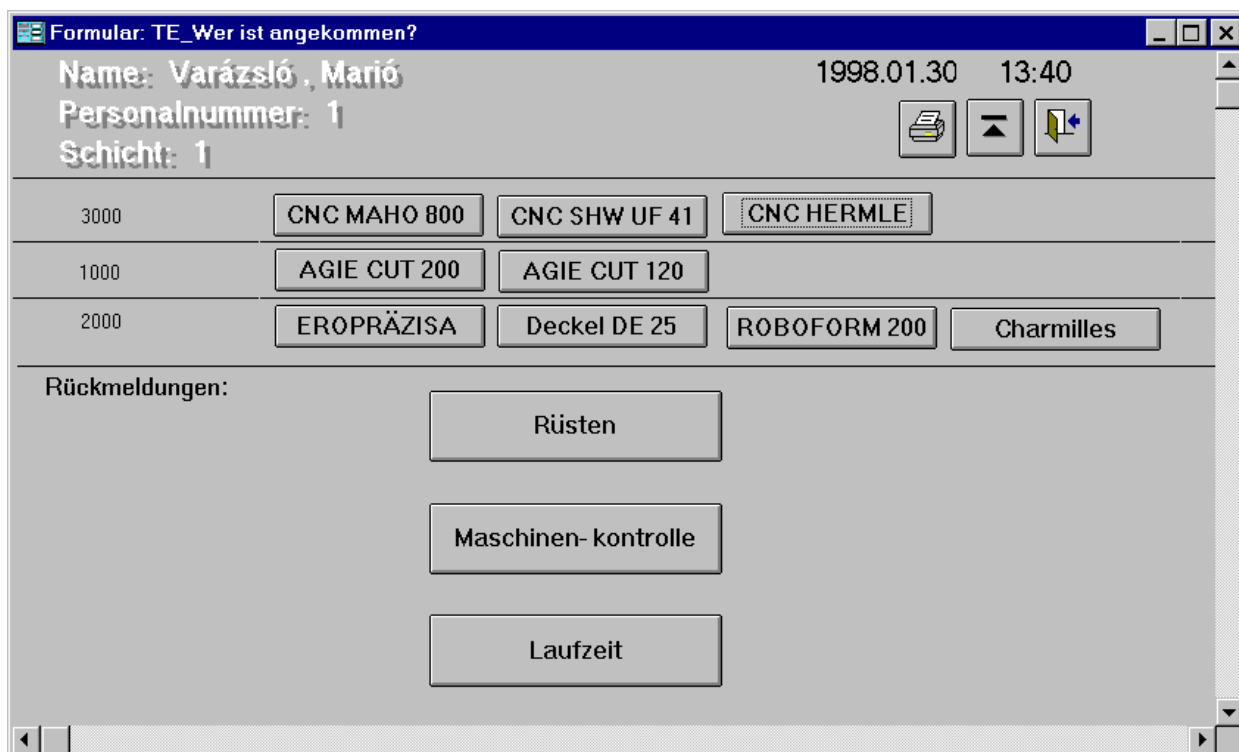 Formular: TE_Wer ist angekommen?
Name: Varázsló , Marió 1998.01.30 13:40
Personalnummer: 1
Schicht: 1
3000 CNC MAHO 800 CNC SHW UF 41 CNC HERMLE
1000 AGIE CUT 200 AGIE CUT 120
2000 EROPRÄZISA Deckel DE 25 ROBOFORM 200 Charmilles
Rückmeldungen:
Rüsten
Maschinen- kontrolle
Laufzeit